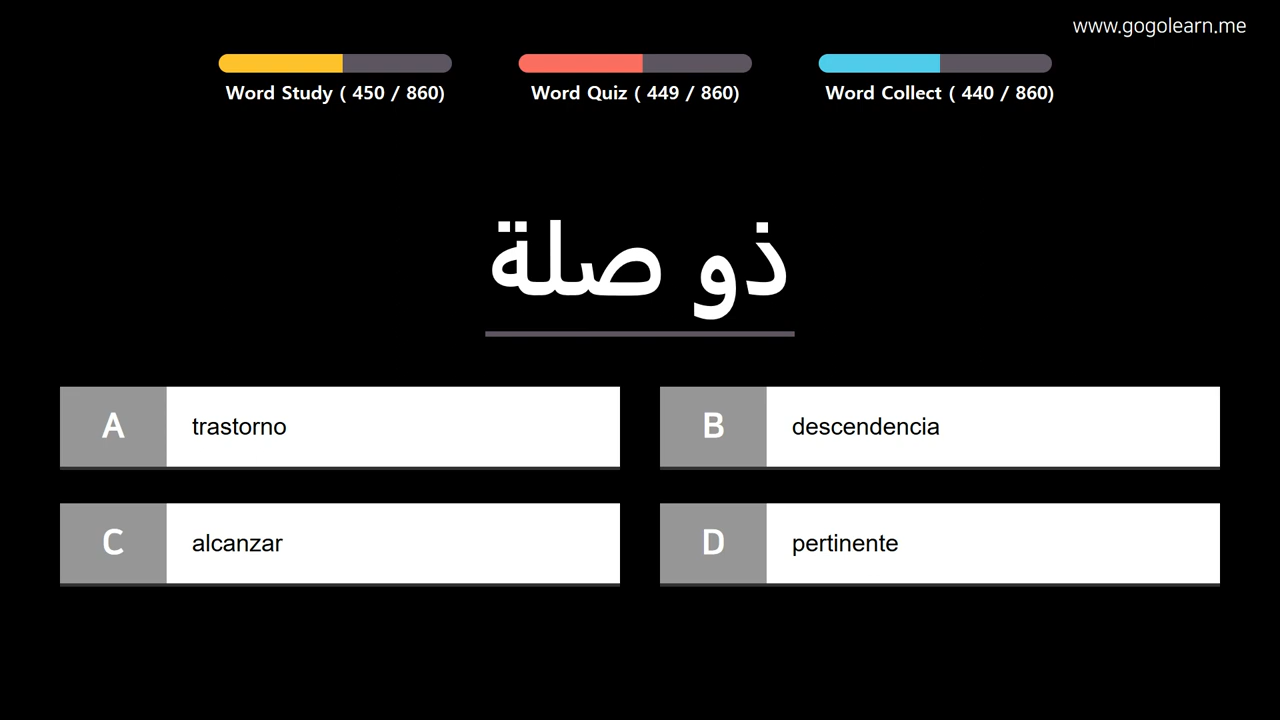 www.gogolearn.me
Word Study ( 450 / 860)
Word Quiz ( 449 / 860)
Word Collect ( 440 / 860)
ذو صلة
A trastorno
B descendencia
C alcanzar
D pertinente